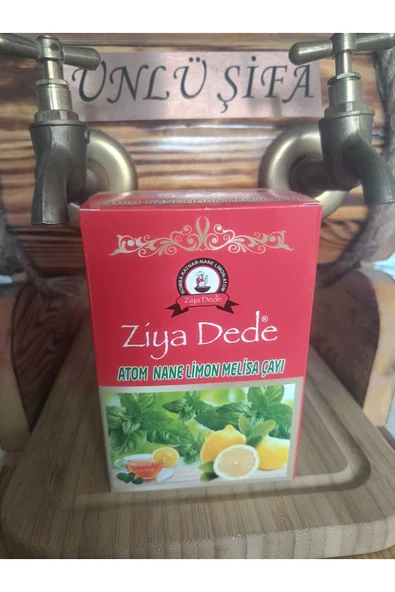 ÜNLÜ ŞİFA
Ziya Dede
Ziya Dede®
ATOM NANE LİMON MELİSA ÇAYI